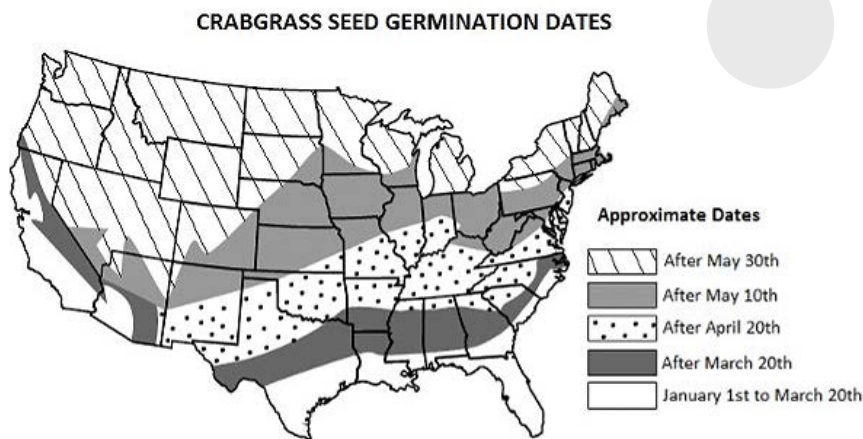 CRABGRASS SEED GERMINATION DATES
Approximate Dates
After May 30th
After May 10th
After April 20th
After March 20th
January 1st to March 20th